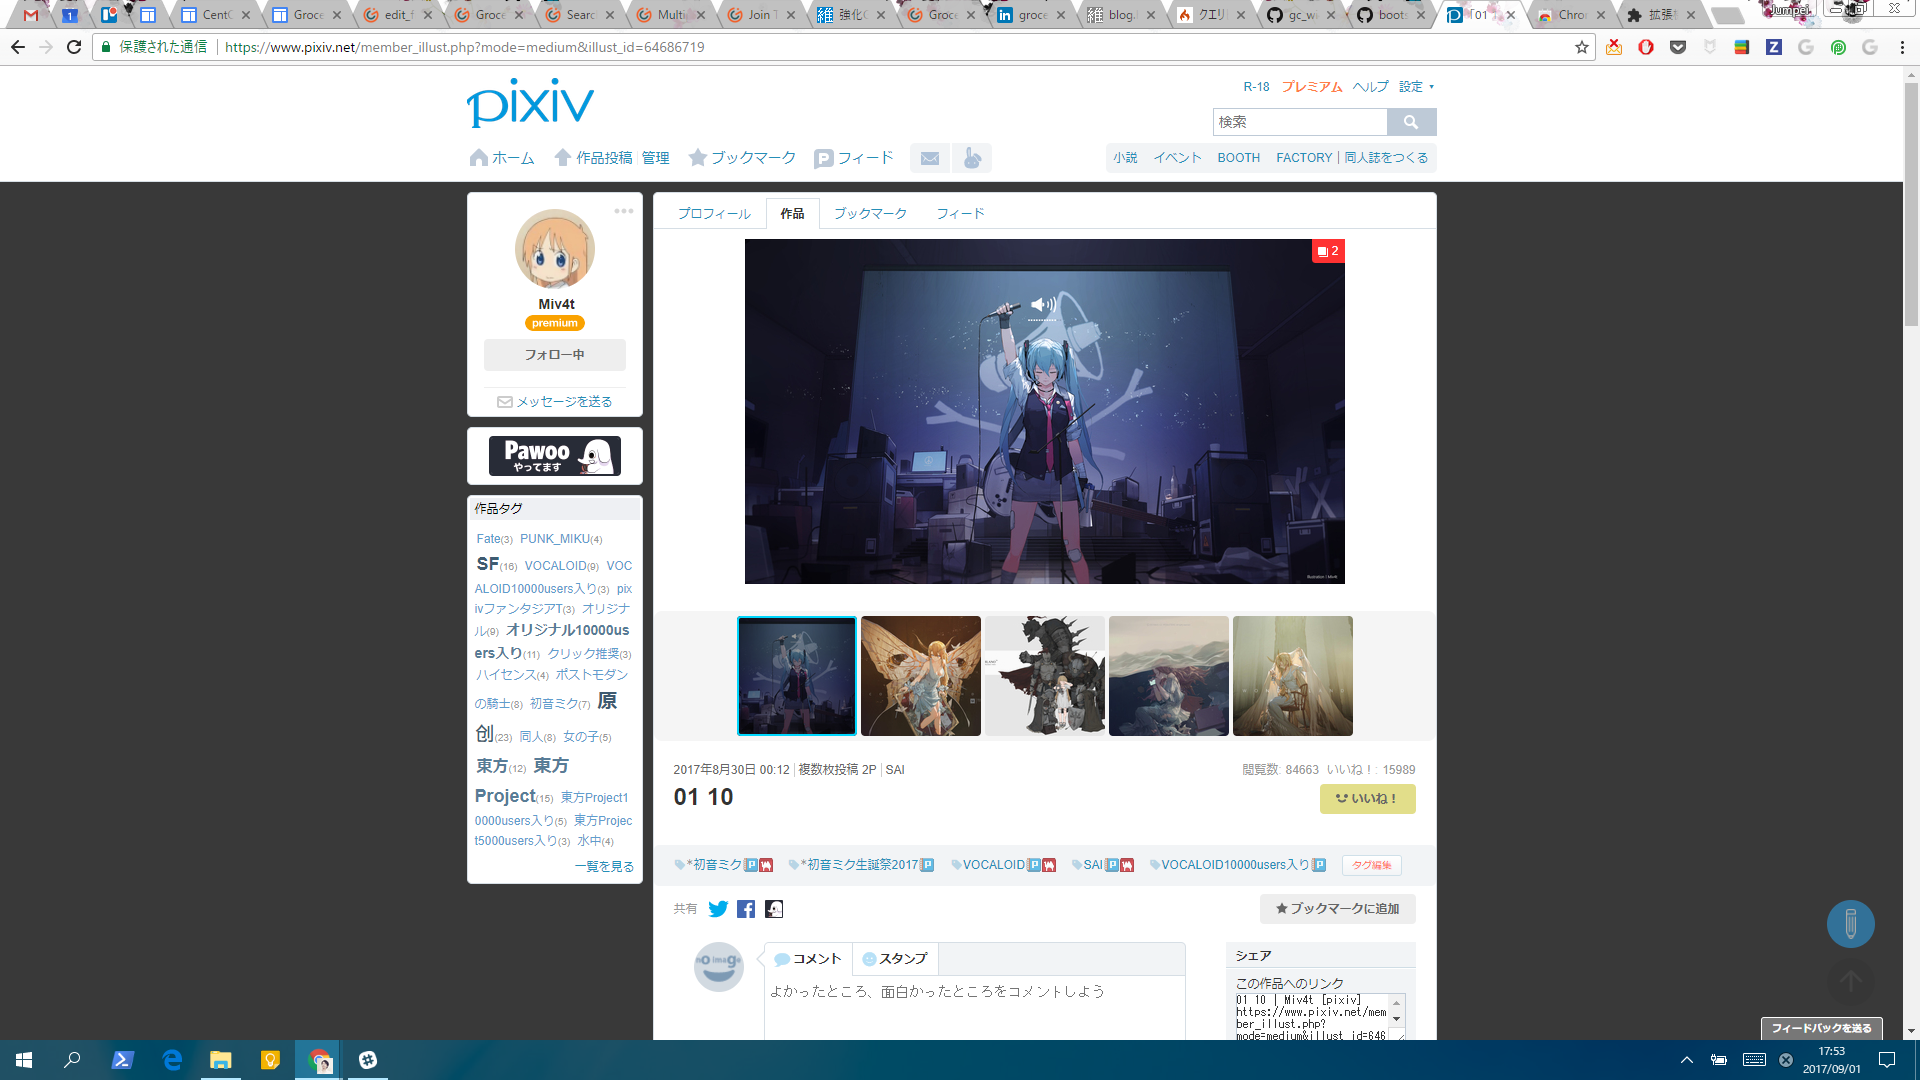 CentO
Groce
edit_f
Groce
Searc
Multi
Join T
強化C
Groce
groce
blog.
クエリ
gc_wi
boots
「01 1
Chro
拡張
Jumpei
保護された通信
https://www.pixiv.net/member_illust.php?mode=medium&illust_id=64686719
pixiv
R-18 プレミアム ヘルプ 設定
検索
ホーム 作品投稿 管理 ブックマーク フィード
小説 イベント BOOTH FACTORY | 同人誌をつくる
プロフィール 作品 ブックマーク フィード
2
Miv4t
premium
フォロー中
メッセージを送る
Pawoo
やってます
作品タグ
Fate(3) PUNK_MIKU(4)
SF(16) VOCALOID(9) VOC
ALOID10000users入り(3) pix
ivファンタジアT(3) オリジナ
ル(9) オリジナル10000us
ers入り(11) クリック推奨(3)
ハイセンス(4) ポストモダン
の騎士(8) 初音ミク(7) 原
创(23) 同人(8) 女の子(5)
東方(12) 東方
Project(15) 東方Project1
0000users入り(5) 東方Projec
t5000users入り(3) 水中(4)
一覧を見る
2017年8月30日 00:12 | 複数枚投稿 2P | SAI
閲覧数: 84663 いいね！: 15989
01 10
いいね！
*初音ミク *初音ミク生誕祭2017 VOCALOID SAI VOCALOID10000users入り タグ編集
共有
ブックマークに追加
no image
コメント スタンプ
よかったところ、面白かったところをコメントしよう
シェア
この作品へのリンク
01 10 | Miv4t [pixiv]
https://www.pixiv.net/mem
ber_illust.php?
mode=medium&illust_id=646
フィードバックを送る
17:53
2017/09/01